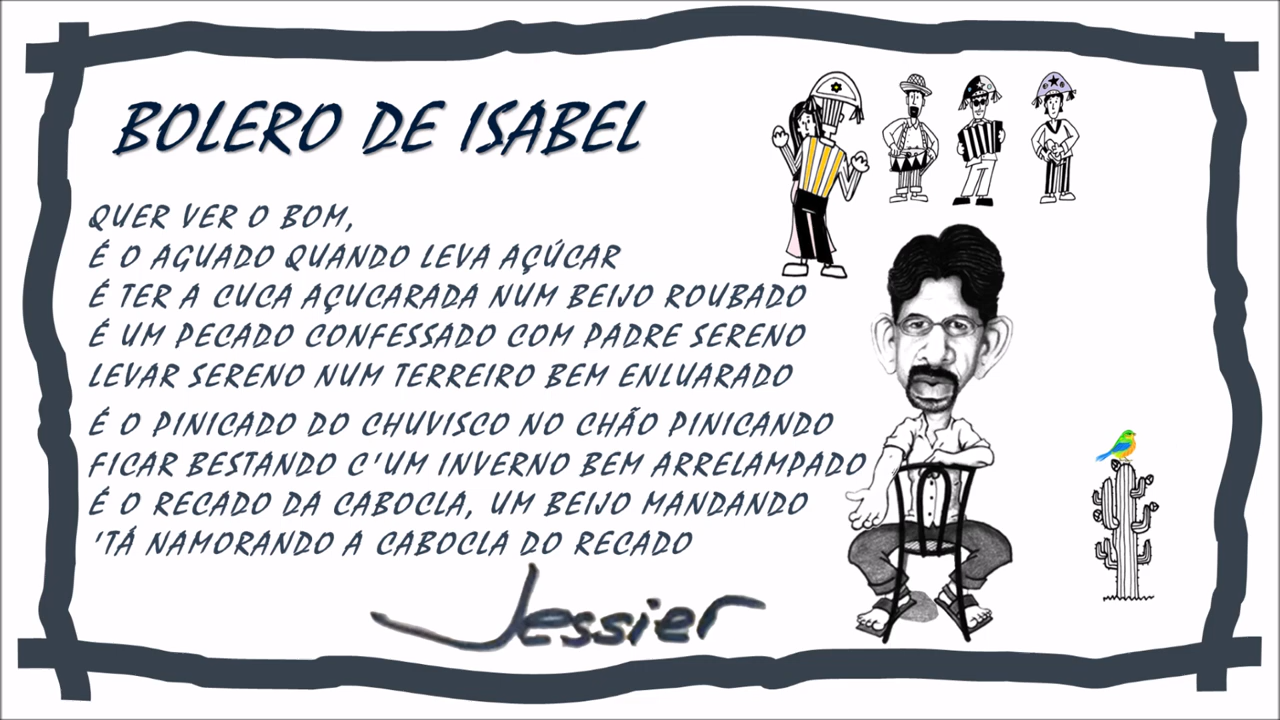 BOLERO DE ISABEL
QUER VER O BOM,
É O AGUADO QUANDO LEVA AÇÚCAR
É TER A CUCA AÇUCARADA NUM BEIJO ROUBADO
É UM PECADO CONFESSADO COM PADRE SERENO
LEVAR SERENO NUM TERREIRO BEM ENLUARADO
É O PINICADO DO CHUVISCO NO CHÃO PINICANDO
FICAR BESTANDO C'UM INVERNO BEM ARRELAMPADO
É O RECADO DA CABOCLA, UM BEIJO MANDANDO
'TÁ NAMORANDO A CABOCLA DO RECADO
Jessier